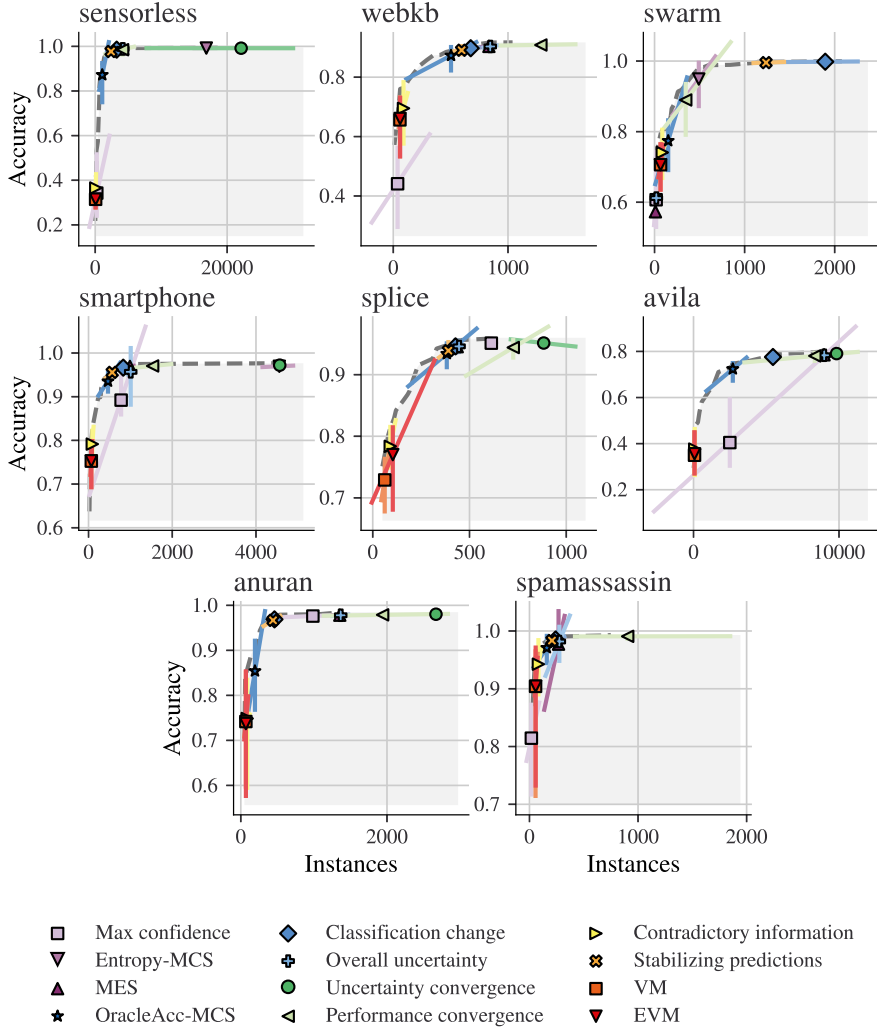 sensorless webkb swarm
Accuracy
1.0
0.8
0.6
0.4
0.2
0 20000
0.8
0.6
0.4
0 1000
1.0
0.8
0.6
0 1000 2000
smartphone splice avila
Accuracy
1.0
0.9
0.8
0.7
0.6
0 2000 4000
0.9
0.8
0.7
0 500 1000
0.8
0.6
0.4
0.2
0 10000
anuran spamassassin
Accuracy
1.0
0.9
0.8
0.7
0.6
0 2000
Instances
1.0
0.9
0.8
0.7
0 1000 2000
Instances
Max confidence
Entropy-MCS
MES
OracleAcc-MCS
Classification change
Overall uncertainty
Uncertainty convergence
Performance convergence
Contradictory information
Stabilizing predictions
VM
EVM